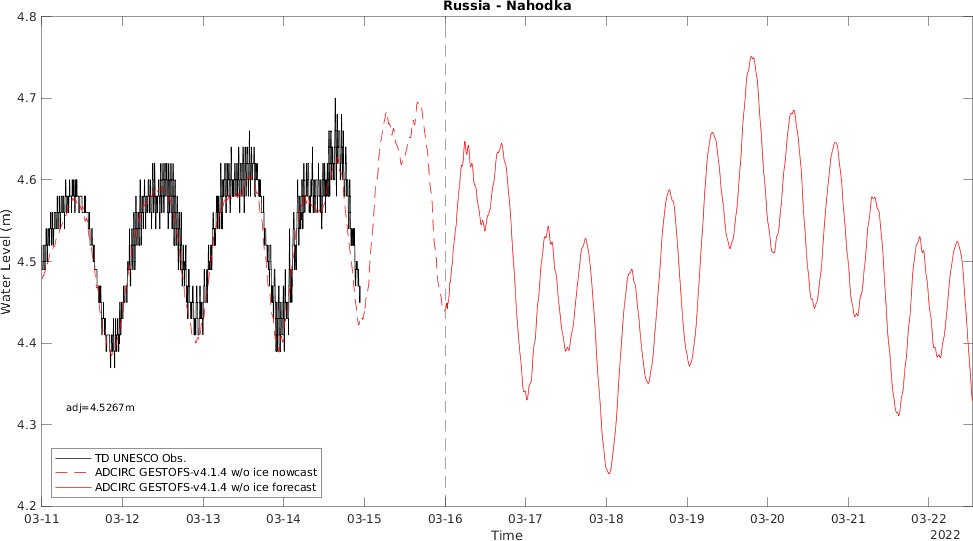 Russia - Nahodka
4.8
4.7
4.6
4.5
4.4
4.3
4.2
Water Level (m)
adj=4.5267m
TD UNESCO Obs.
ADCIRC GESTOFS-v4.1.4 w/o ice nowcast
ADCIRC GESTOFS-v4.1.4 w/o ice forecast
03-11 03-12 03-13 03-14 03-15 03-16 03-17 03-18 03-19 03-20 03-21 03-22
2022
Time